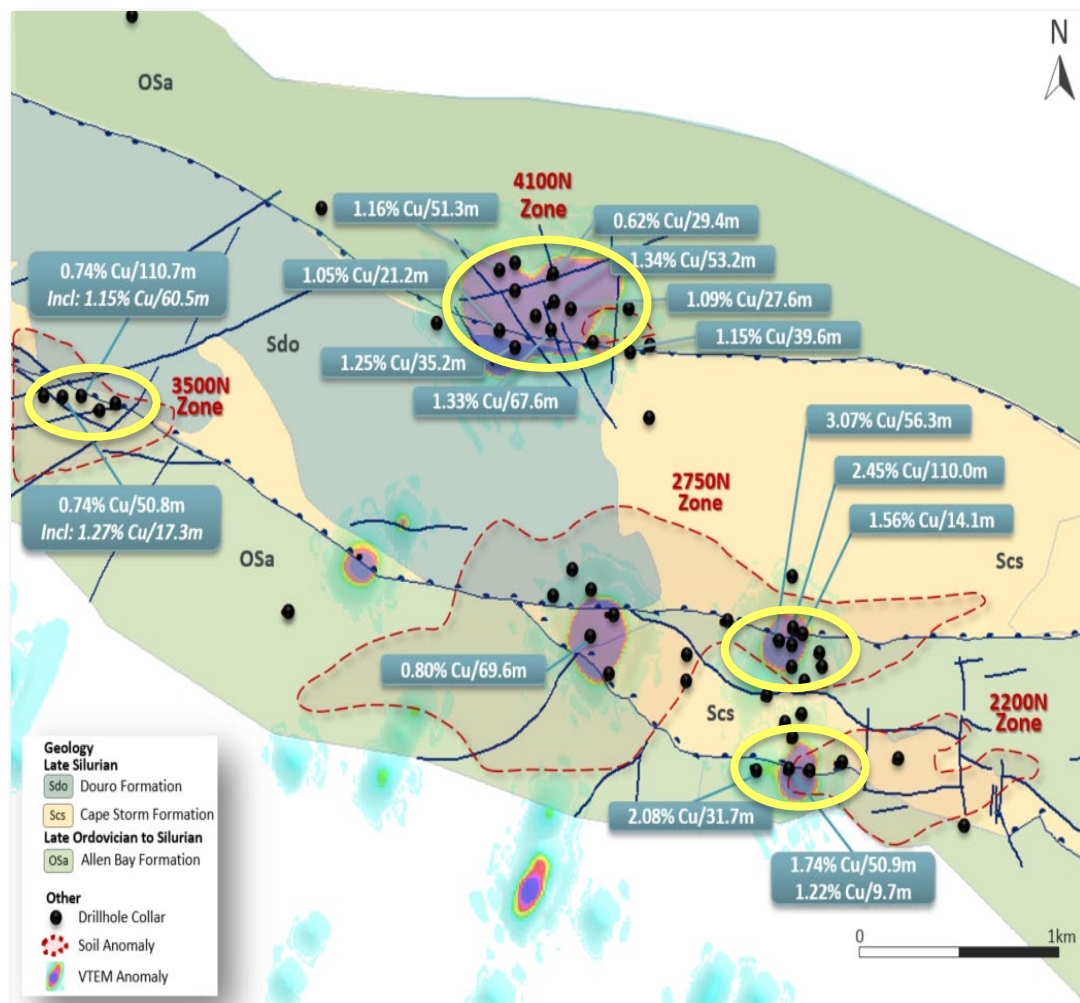 N
OSa
4100N
Zone
1.16% Cu/51.3m
0.62% Cu/29.4m
1.34% Cu/53.2m
0.74% Cu/110.7m
Incl: 1.15% Cu/60.5m
1.05% Cu/21.2m
1.09% Cu/27.6m
1.15% Cu/39.6m
Sdo
1.25% Cu/35.2m
3500N
Zone
1.33% Cu/67.6m
3.07% Cu/56.3m
2750N
Zone
2.45% Cu/110.0m
1.56% Cu/14.1m
0.74% Cu/50.8m
Incl: 1.27% Cu/17.3m
OSa
Scs
0.80% Cu/69.6m
2200N
Zone
Scs
2.08% Cu/31.7m
1.74% Cu/50.9m
1.22% Cu/9.7m
Geology
Late Silurian
Sdo Douro Formation
Scs Cape Storm Formation
Late Ordovician to Silurian
OSa Allen Bay Formation
Other
Drillhole Collar
Soil Anomaly
VTEM Anomaly
0 1km